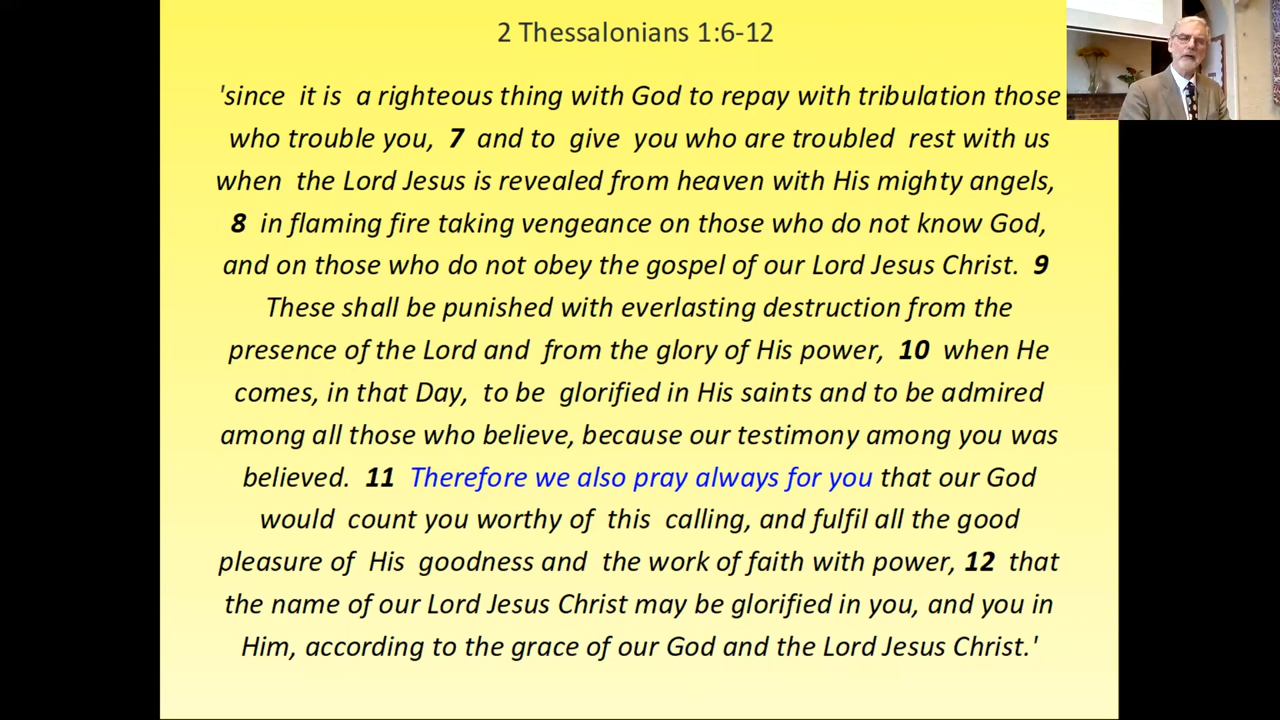 2 Thessalonians 1:6-12
'since it is a righteous thing with God to repay with tribulation those
who trouble you, 7 and to give you who are troubled rest with us
when the Lord Jesus is revealed from heaven with His mighty angels,
8 in flaming fire taking vengeance on those who do not know God,
and on those who do not obey the gospel of our Lord Jesus Christ. 9
These shall be punished with everlasting destruction from the
presence of the Lord and from the glory of His power, 10 when He
comes, in that Day, to be glorified in His saints and to be admired
among all those who believe, because our testimony among you was
believed. 11 Therefore we also pray always for you that our God
would count you worthy of this calling, and fulfil all the good
pleasure of His goodness and the work of faith with power, 12 that
the name of our Lord Jesus Christ may be glorified in you, and you in
Him, according to the grace of our God and the Lord Jesus Christ.'